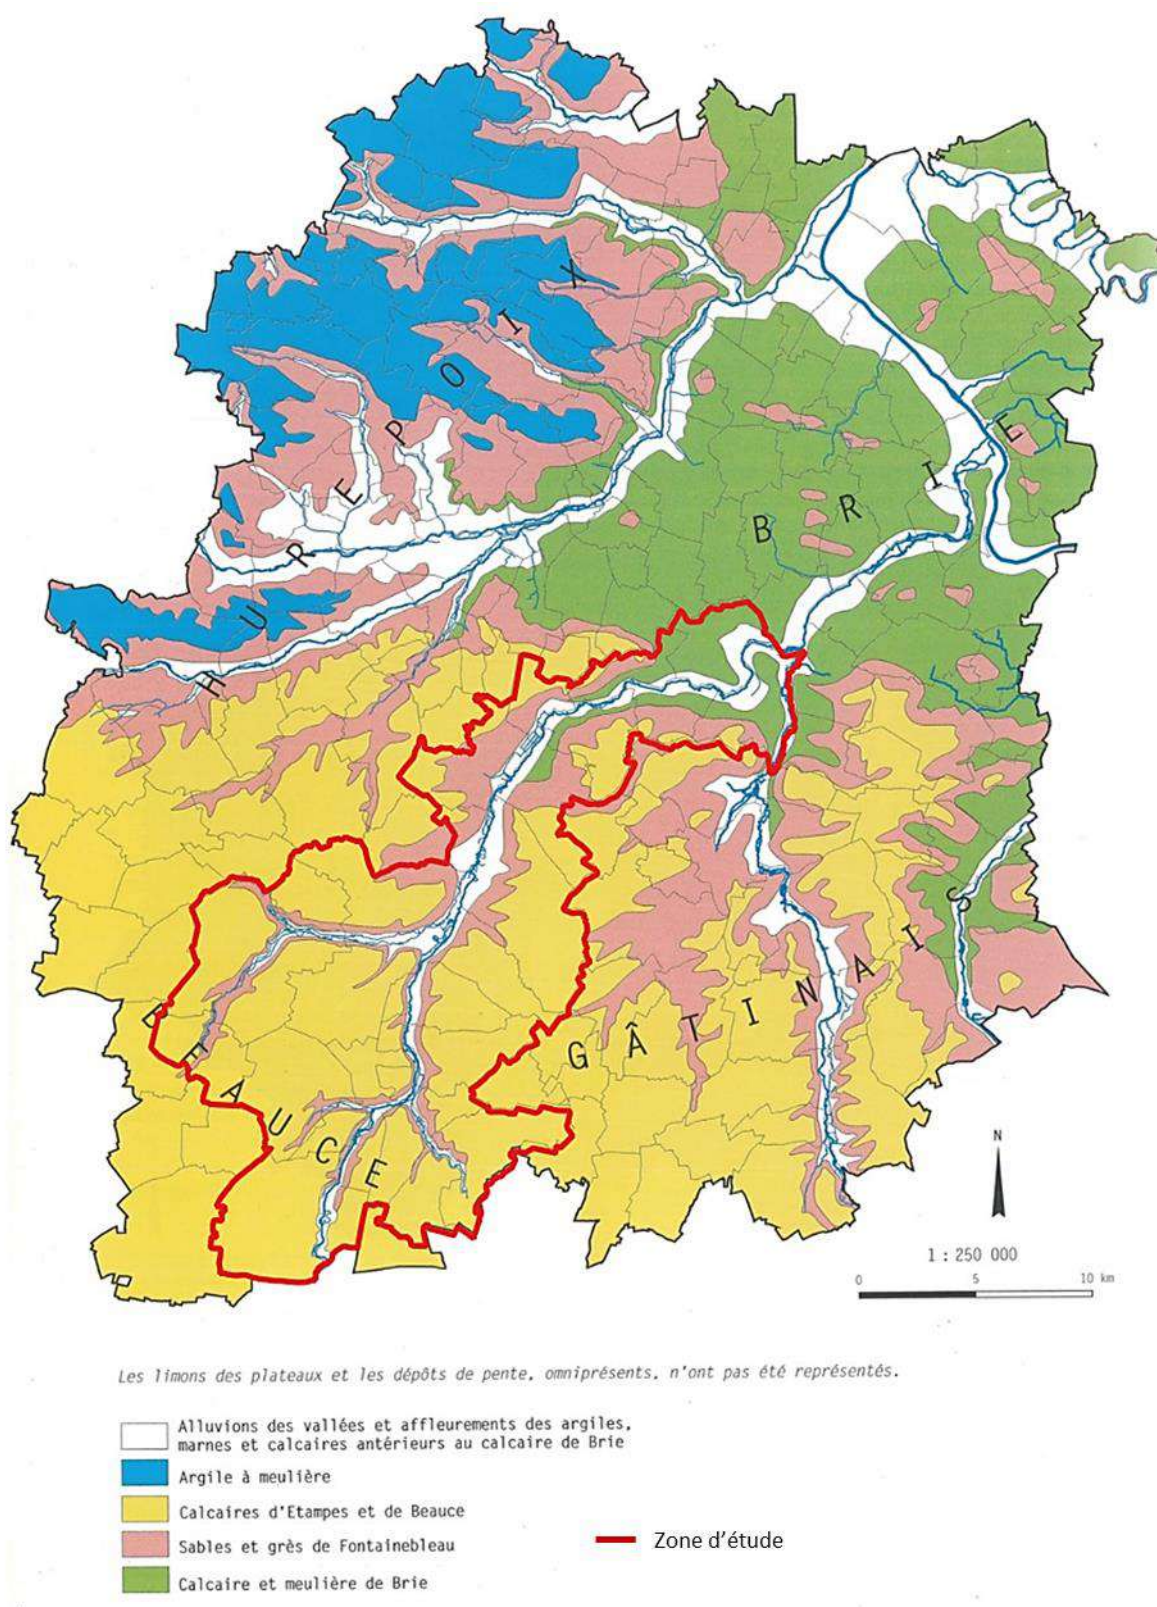 HUREPOIX
BRIE
BEAUCE
GÂTINAIS
N
1 : 250 000
0 5 10 km
Les limons des plateaux et les dépôts de pente, omniprésents, n'ont pas été représentés.
Alluvions des vallées et affleurements des argiles,
marnes et calcaires antérieurs au calcaire de Brie
Argile à meulière
Calcaires d'Etampes et de Beauce
Sables et grès de Fontainebleau
Zone d'étude
Calcaire et meulière de Brie